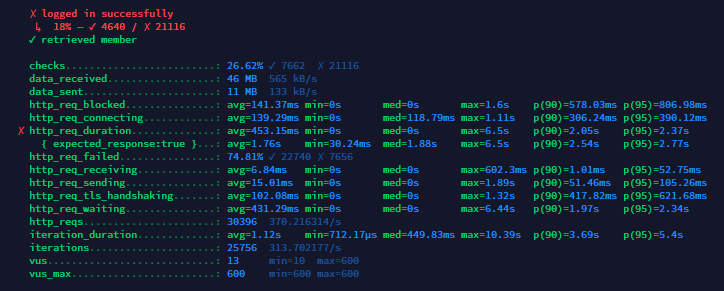 ✗ logged in successfully
↳ 18% — ✓ 4640 / ✗ 21116
✓ retrieved member
checks.........................: 26.62% ✓ 7662 ✗ 21116
data_received..................: 46 MB 565 kB/s
data_sent......................: 11 MB 133 kB/s
http_req_blocked...............: avg=141.37ms min=0s med=0s max=1.6s p(90)=578.03ms p(95)=806.98ms
http_req_connecting............: avg=139.29ms min=0s med=118.79ms max=1.11s p(90)=306.24ms p(95)=390.12ms
✗ http_req_duration..............: avg=453.15ms min=0s med=0s max=6.5s p(90)=2.05s p(95)=2.37s
{ expected_response:true }...: avg=1.76s min=30.24ms med=1.88s max=6.5s p(90)=2.54s p(95)=2.77s
http_req_failed................: 74.81% ✓ 22740 ✗ 7656
http_req_receiving.............: avg=6.84ms min=0s med=0s max=602.3ms p(90)=1.01ms p(95)=52.75ms
http_req_sending...............: avg=15.01ms min=0s med=0s max=1.89s p(90)=51.46ms p(95)=105.26ms
http_req_tls_handshaking.......: avg=102.08ms min=0s med=0s max=1.32s p(90)=417.82ms p(95)=621.68ms
http_req_waiting...............: avg=431.29ms min=0s med=0s max=6.44s p(90)=1.97s p(95)=2.34s
http_reqs......................: 30396 370.216314/s
iteration_duration.............: avg=1.12s min=712.17µs med=449.83ms max=10.39s p(90)=3.69s p(95)=5.4s
iterations.....................: 25756 313.702177/s
vus............................: 13 min=10 max=600
vus_max........................: 600 min=600 max=600